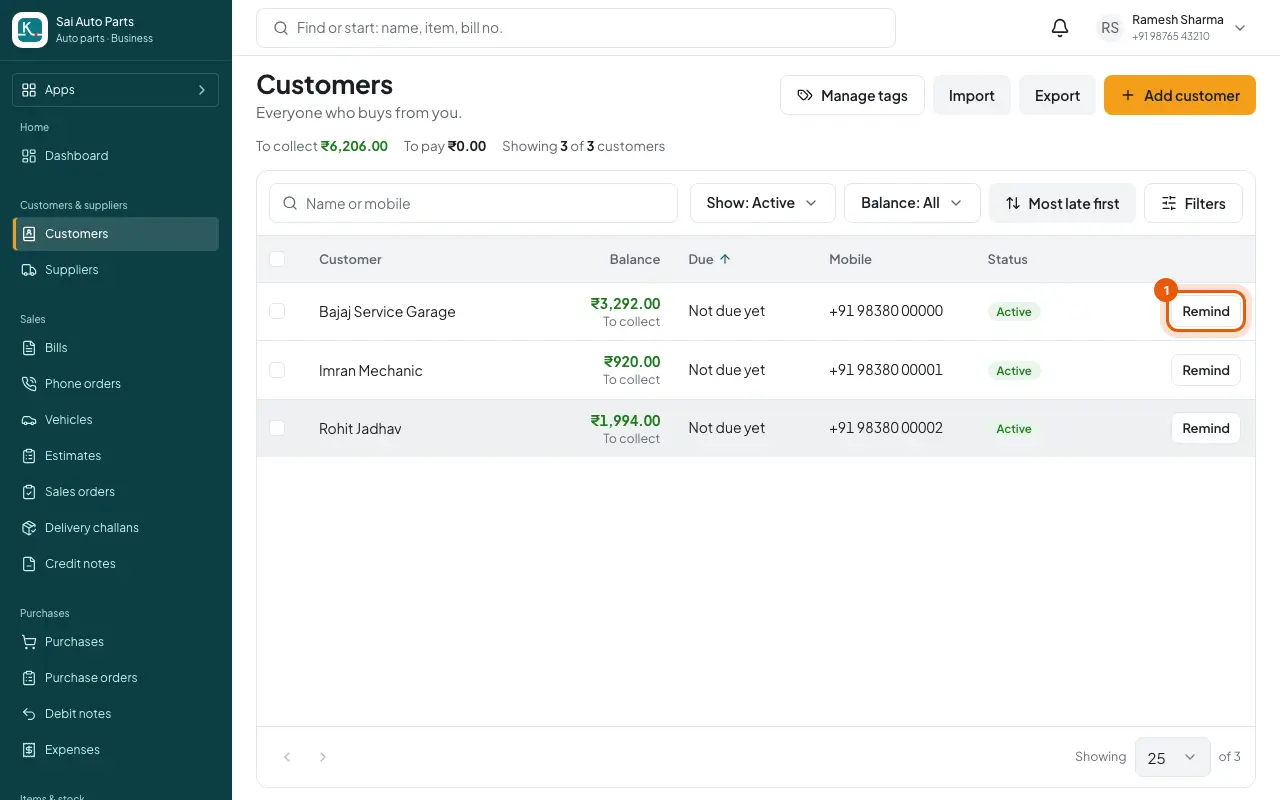 Sai Auto Parts
Auto parts · Business
Find or start: name, item, bill no.
RS
Ramesh Sharma
+91 98765 43210
Apps
Home
Dashboard
Customers & suppliers
Customers
Suppliers
Sales
Bills
Phone orders
Vehicles
Estimates
Sales orders
Delivery challans
Credit notes
Purchases
Purchases
Purchase orders
Debit notes
Expenses
Items & stock
Customers
Everyone who buys from you.
Manage tags
Import
Export
+ Add customer
To collect ₹6,206.00 To pay ₹0.00 Showing 3 of 3 customers
Name or mobile
Show: Active
Balance: All
Most late first
Filters
Customer Balance Due ↑ Mobile Status
1
Bajaj Service Garage ₹3,292.00 Not due yet +91 98380 00000 Active Remind
To collect
Imran Mechanic ₹920.00 Not due yet +91 98380 00001 Active Remind
To collect
Rohit Jadhav ₹1,994.00 Not due yet +91 98380 00002 Active Remind
To collect
Showing 25 of 3